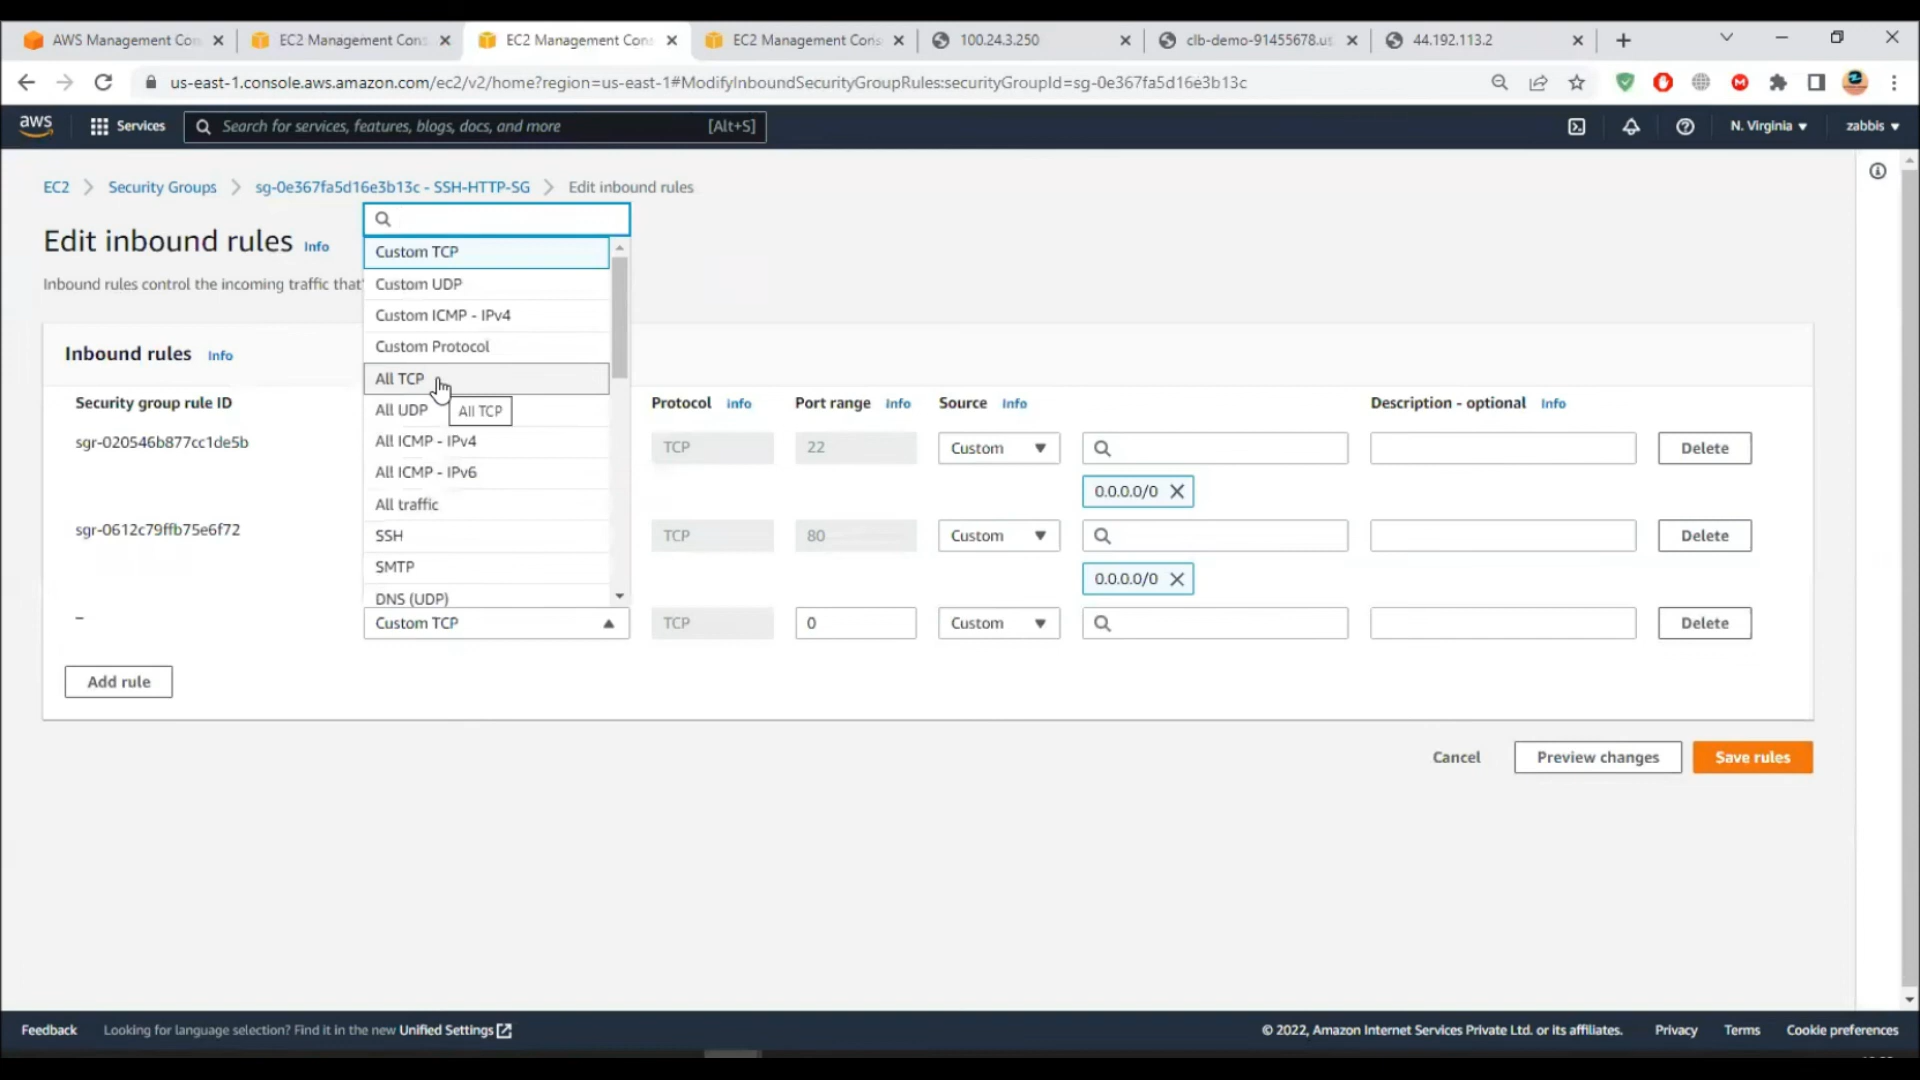 AWS Management Con
EC2 Management Cons
EC2 Management Cons
EC2 Management Cons
100.24.3.250
clb-demo-91455678.us
44.192.113.2
us-east-1.console.aws.amazon.com/ec2/v2/home?region=us-east-1#ModifyInboundSecurityGroupRules:securityGroupId=sg-0e367fa5d16e3b13c
aws
Services
Search for services, features, blogs, docs, and more
[Alt+S]
N. Virginia
zabbis
EC2
Security Groups
sg-0e367fa5d16e3b13c - SSH-HTTP-SG
Edit inbound rules
Edit inbound rules
Info
Inbound rules control the incoming traffic that'
Custom TCP
Custom UDP
Custom ICMP - IPv4
Custom Protocol
All TCP
All UDP
All TCP
All ICMP - IPv4
All ICMP - IPv6
All traffic
SSH
SMTP
DNS (UDP)
Custom TCP
Inbound rules
Info
Security group rule ID
Protocol
Info
Port range
Info
Source
Info
Description - optional
Info
sgr-020546b877cc1de5b
TCP
22
Custom
Delete
0.0.0.0/0
sgr-0612c79ffb75e6f72
TCP
80
Custom
Delete
0.0.0.0/0
–
TCP
0
Custom
Delete
Add rule
Cancel
Preview changes
Save rules
Feedback
Looking for language selection? Find it in the new Unified Settings
© 2022, Amazon Internet Services Private Ltd. or its affiliates.
Privacy
Terms
Cookie preferences